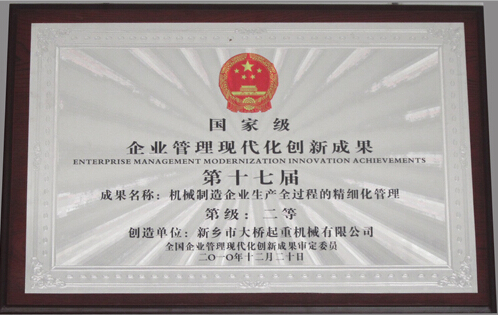 国家级
企业管理现代化创新成果
ENTERPRISE MANAGEMENT MODERNIZATION INNOVATION ACHIEVEMENTS
第十七届
成果名称：机械制造企业生产全过程的精细化管理
等级：二等
创造单位：新乡市大桥起重机械有限公司
全国企业管理现代化创新成果审定委员
二〇一〇年十二月二十日